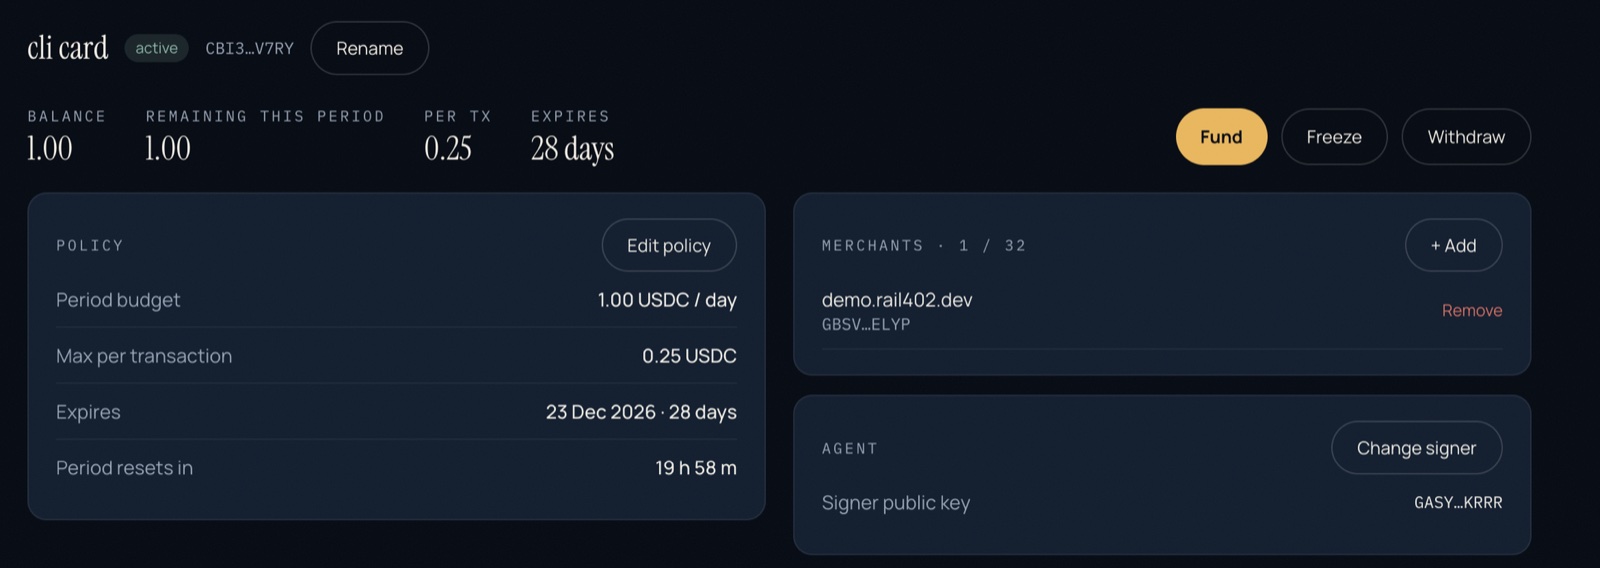 cli card
active
CBI3…V7RY
Rename
BALANCE
1.00
REMAINING THIS PERIOD
1.00
PER TX
0.25
EXPIRES
28 days
Fund
Freeze
Withdraw
POLICY
Edit policy
Period budget
1.00 USDC / day
Max per transaction
0.25 USDC
Expires
23 Dec 2026 · 28 days
Period resets in
19 h 58 m
MERCHANTS · 1 / 32
+ Add
demo.rail402.dev
GBSV…ELYP
Remove
AGENT
Change signer
Signer public key
GASY…KRRR